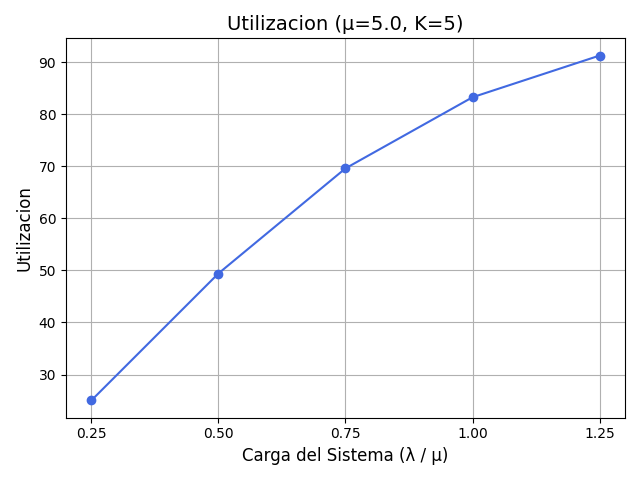 Utilizacion (μ=5.0, K=5)
Utilizacion
90
80
70
60
50
40
30
0.25 0.50 0.75 1.00 1.25
Carga del Sistema (λ / μ)